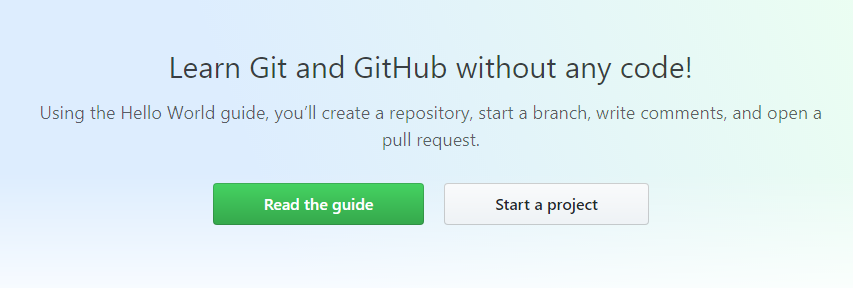 Learn Git and GitHub without any code!
Using the Hello World guide, you’ll create a repository, start a branch, write comments, and open a
pull request.
Read the guide
Start a project